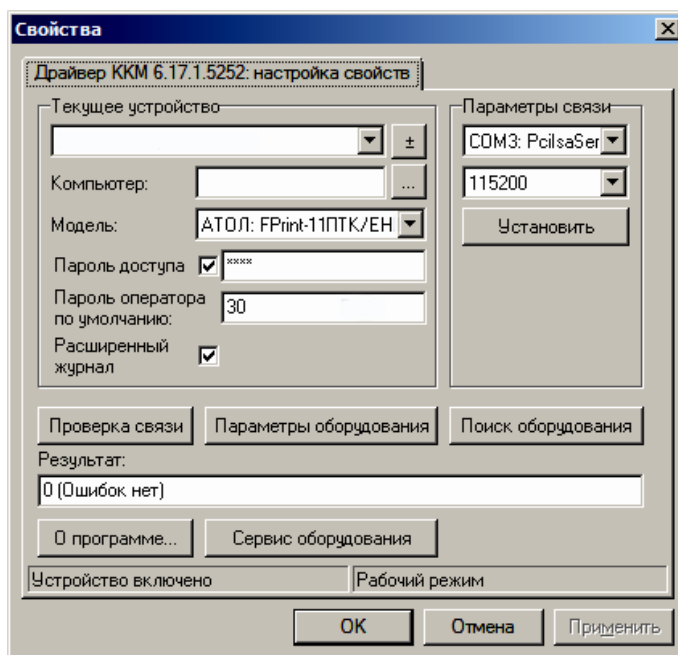 Свойства
Драйвер ККМ 6.17.1.5252: настройка свойств
Текущее устройство
Параметры связи
±
COM3: PcilsaSer
Компьютер:
...
115200
Модель:
АТОЛ: FPrint-11ПТК/ЕН
Установить
Пароль доступа
****
Пароль оператора
по умолчанию:
30
Расширенный
журнал
Проверка связи
Параметры оборудования
Поиск оборудования
Результат:
0 (Ошибок нет)
О программе...
Сервис оборудования
Устройство включено
Рабочий режим
OK
Отмена
Применить